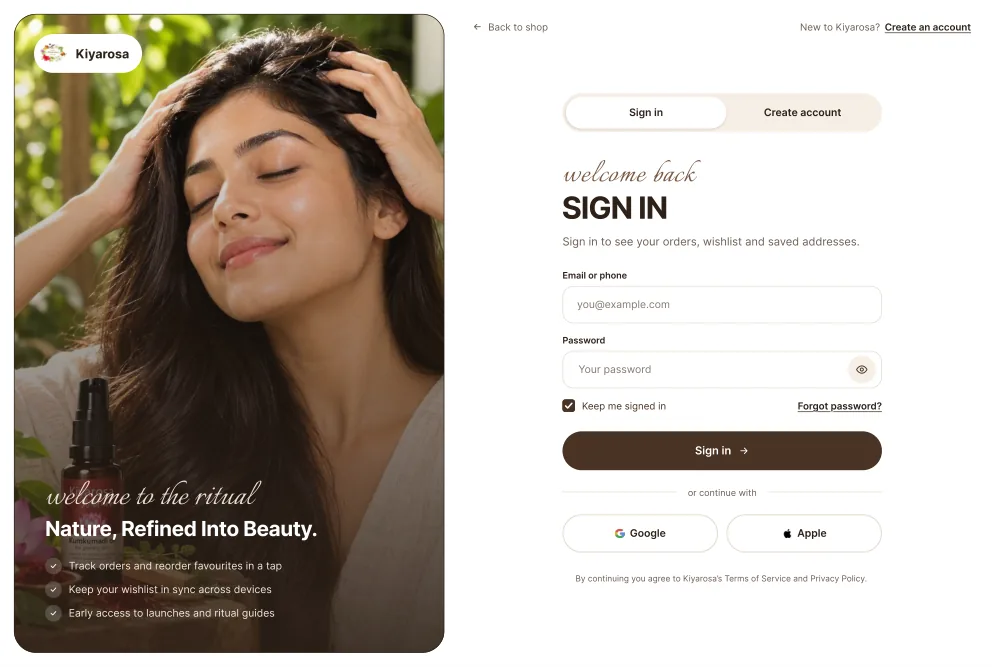 Kiyarosa
welcome to the ritual
Nature, Refined Into Beauty.
Track orders and reorder favourites in a tap
Keep your wishlist in sync across devices
Early access to launches and ritual guides
← Back to shop
New to Kiyarosa? Create an account
Sign in
Create account
welcome back
SIGN IN
Sign in to see your orders, wishlist and saved addresses.
Email or phone
you@example.com
Password
Your password
Keep me signed in
Forgot password?
Sign in →
or continue with
Google
Apple
By continuing you agree to Kiyarosa's Terms of Service and Privacy Policy.